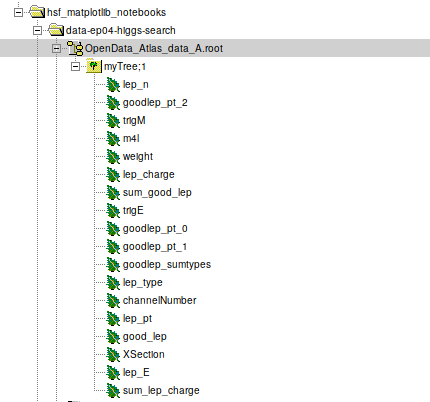 hsf_matplotlib_notebooks
data-ep04-higgs-search
OpenData_Atlas_data_A.root
myTree;1
lep_n
goodlep_pt_2
trigM
m4l
weight
lep_charge
sum_good_lep
trigE
goodlep_pt_0
goodlep_pt_1
goodlep_sumtypes
lep_type
channelNumber
lep_pt
good_lep
XSection
lep_E
sum_lep_charge